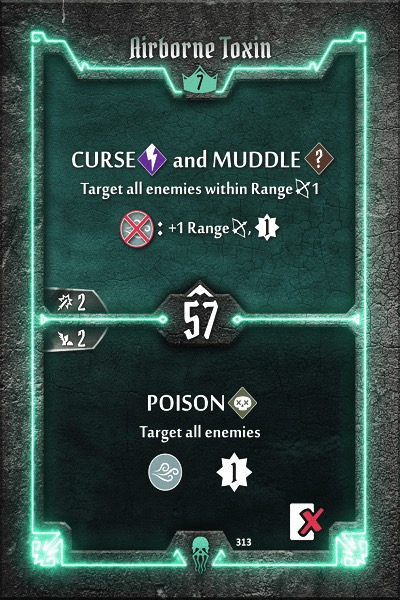 Airborne Toxin
7
CURSE and MUDDLE ?
Target all enemies within Range 1
: +1 Range , 1
2
57
2
POISON
Target all enemies
1
313